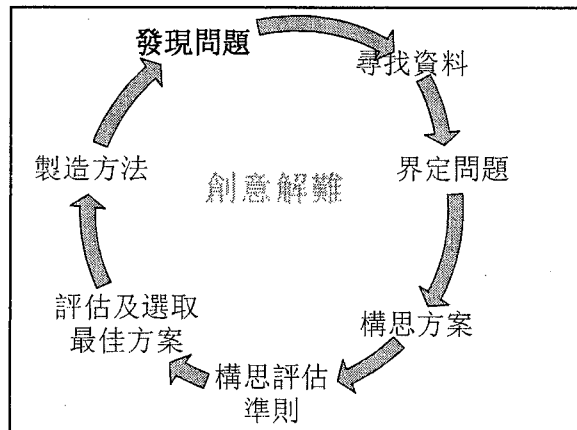 發現問題
尋找資料
界定問題
構思方案
構思評估
準則
評估及選取
最佳方案
製造方法
創意解難